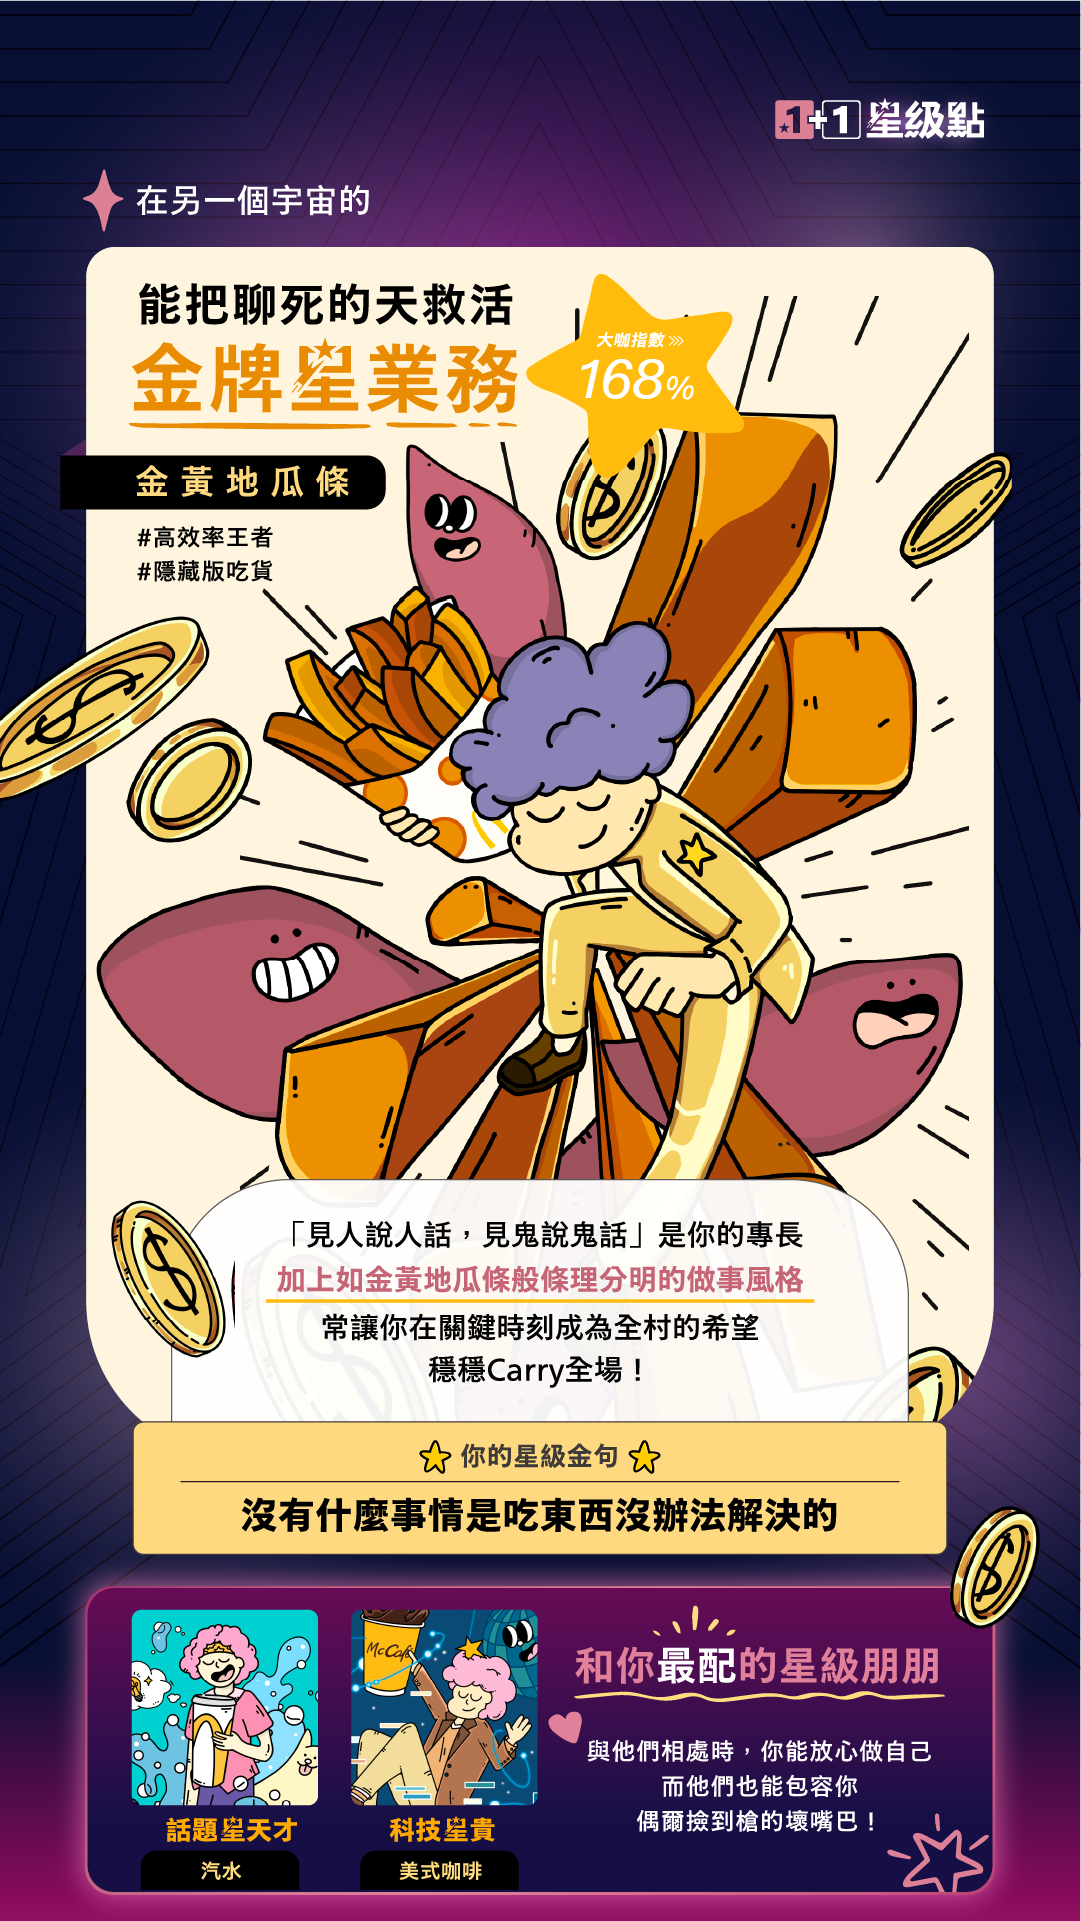 1+1星級點
在另一個宇宙的
能把聊死的天救活
金牌星業務
大咖指數
168%
金黃地瓜條
#高效率王者
#隱藏版吃貨
「見人說人話，見鬼說鬼話」是你的專長
加上如金黃地瓜條般條理分明的做事風格
常讓你在關鍵時刻成為全村的希望
穩穩Carry全場！
你的星級金句
沒有什麼事情是吃東西沒辦法解決的
McCafé
話題星天才
汽水
科技星貴
美式咖啡
和你最配的星級朋朋
與他們相處時，你能放心做自己
而他們也能包容你
偶爾撿到槍的壞嘴巴！